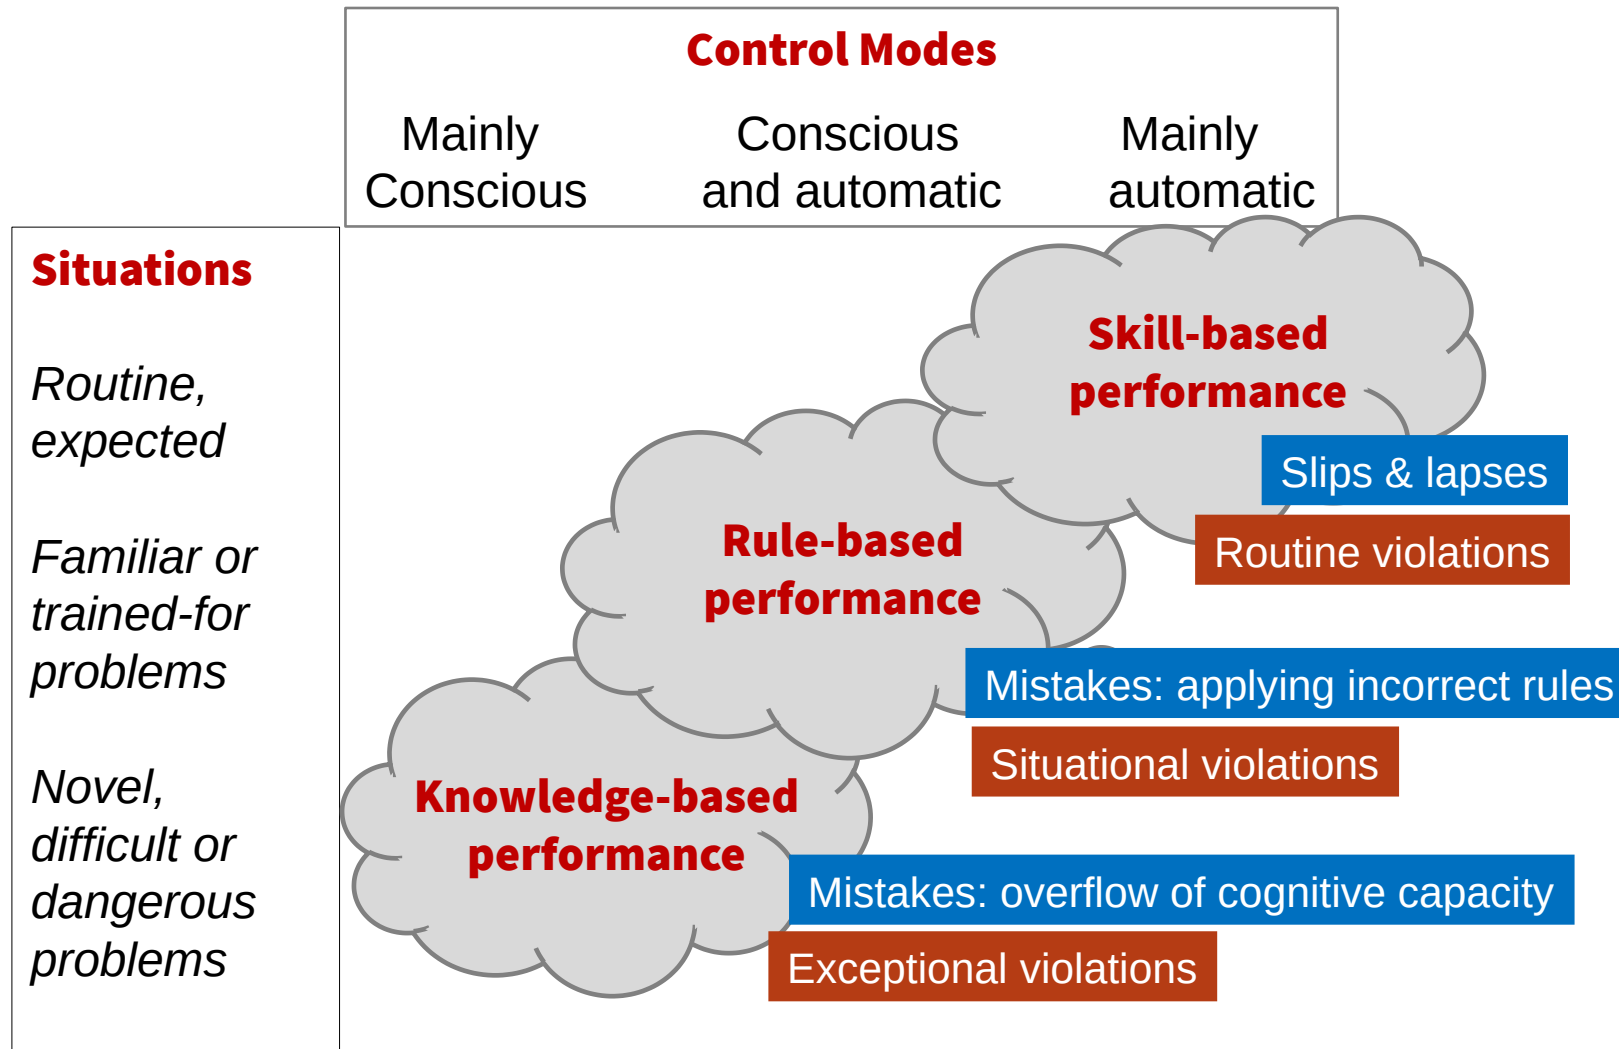 Control Modes
Mainly
Conscious
Conscious
and automatic
Mainly
automatic
Situations
Routine,
expected
Familiar or
trained-for
problems
Novel,
difficult or
dangerous
problems
Skill-based
performance
Slips & lapses
Routine violations
Rule-based
performance
Mistakes: applying incorrect rules
Situational violations
Knowledge-based
performance
Mistakes: overflow of cognitive capacity
Exceptional violations